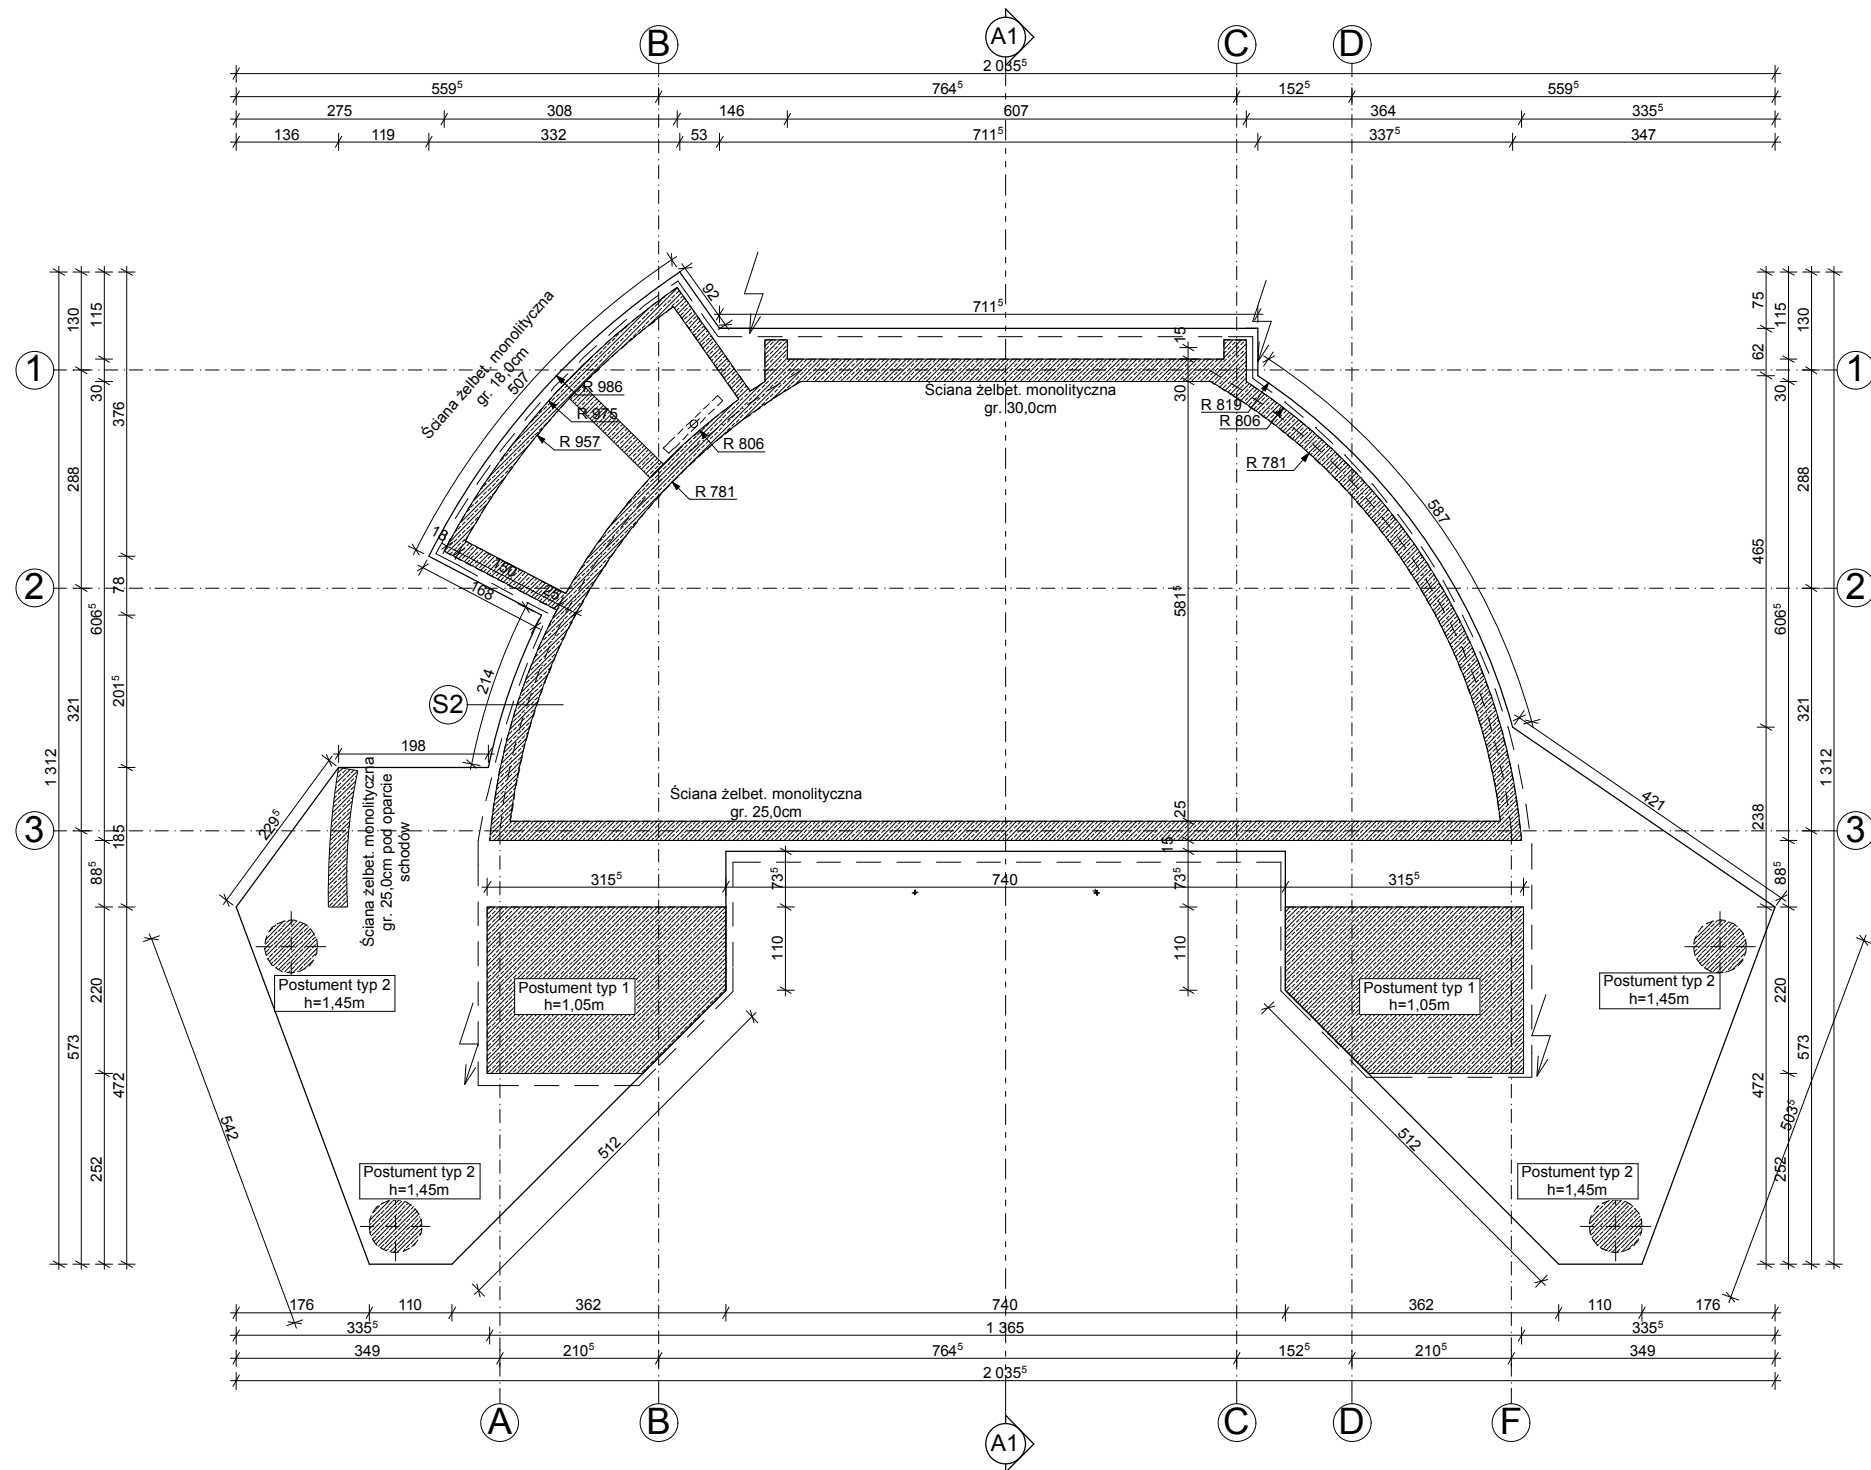 B
A1
C
D
2 035⁵
559⁵
764⁵
152⁵
559⁵
275
308
146
607
364
335⁵
136
119
332
53
711⁵
337⁵
347
1
2
3
1
2
3
1 312
130
288
606⁵
321
573
115
30
88⁵
220
252
376
78
201⁵
185
472
75
62
465
238
472
115
30
606⁵
88⁵
220
252
130
288
321
573
1 312
Ściana żelbet. monolityczna
gr. 18,0cm
507
92
711⁵
15
30
R 986
R 975
R 957
R 806
R 781
Ściana żelbet. monolityczna
gr. 30,0cm
R 819
R 806
R 781
587
18
150
25
168
214
S2
581⁵
198
229⁵
Ściana żelbet. monolityczna
gr. 25,0cm pod oparcie
schodów
Ściana żelbet. monolityczna
gr. 25,0cm
25
15
421
315⁵
73⁵
740
73⁵
315⁵
110
110
Postument typ 2
h=1,45m
Postument typ 1
h=1,05m
Postument typ 1
h=1,05m
Postument typ 2
h=1,45m
542
512
512
503⁵
Postument typ 2
h=1,45m
Postument typ 2
h=1,45m
176
110
362
740
362
110
176
335⁵
1 365
335⁵
349
210⁵
764⁵
152⁵
210⁵
349
2 035⁵
A
B
A1
C
D
F